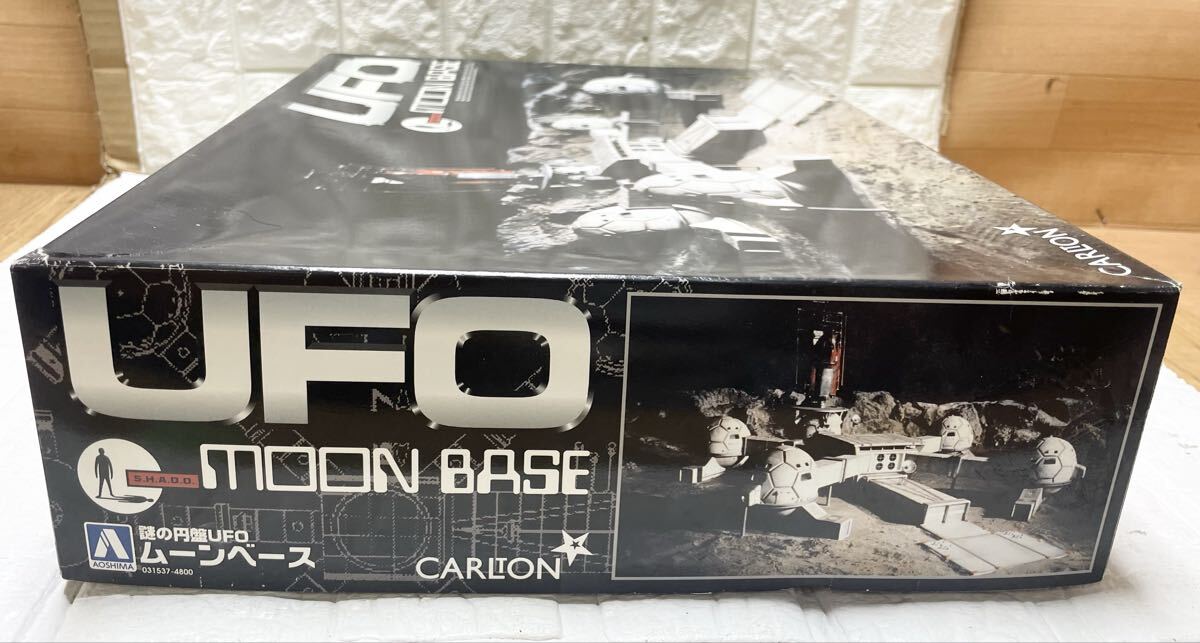 UFO
MOON BASE
CARLTON
UFO
S.H.A.D.O.
MOON BASE
AOSHIMA
謎の円盤UFO
ムーンベース
031537-4800
CARLTON